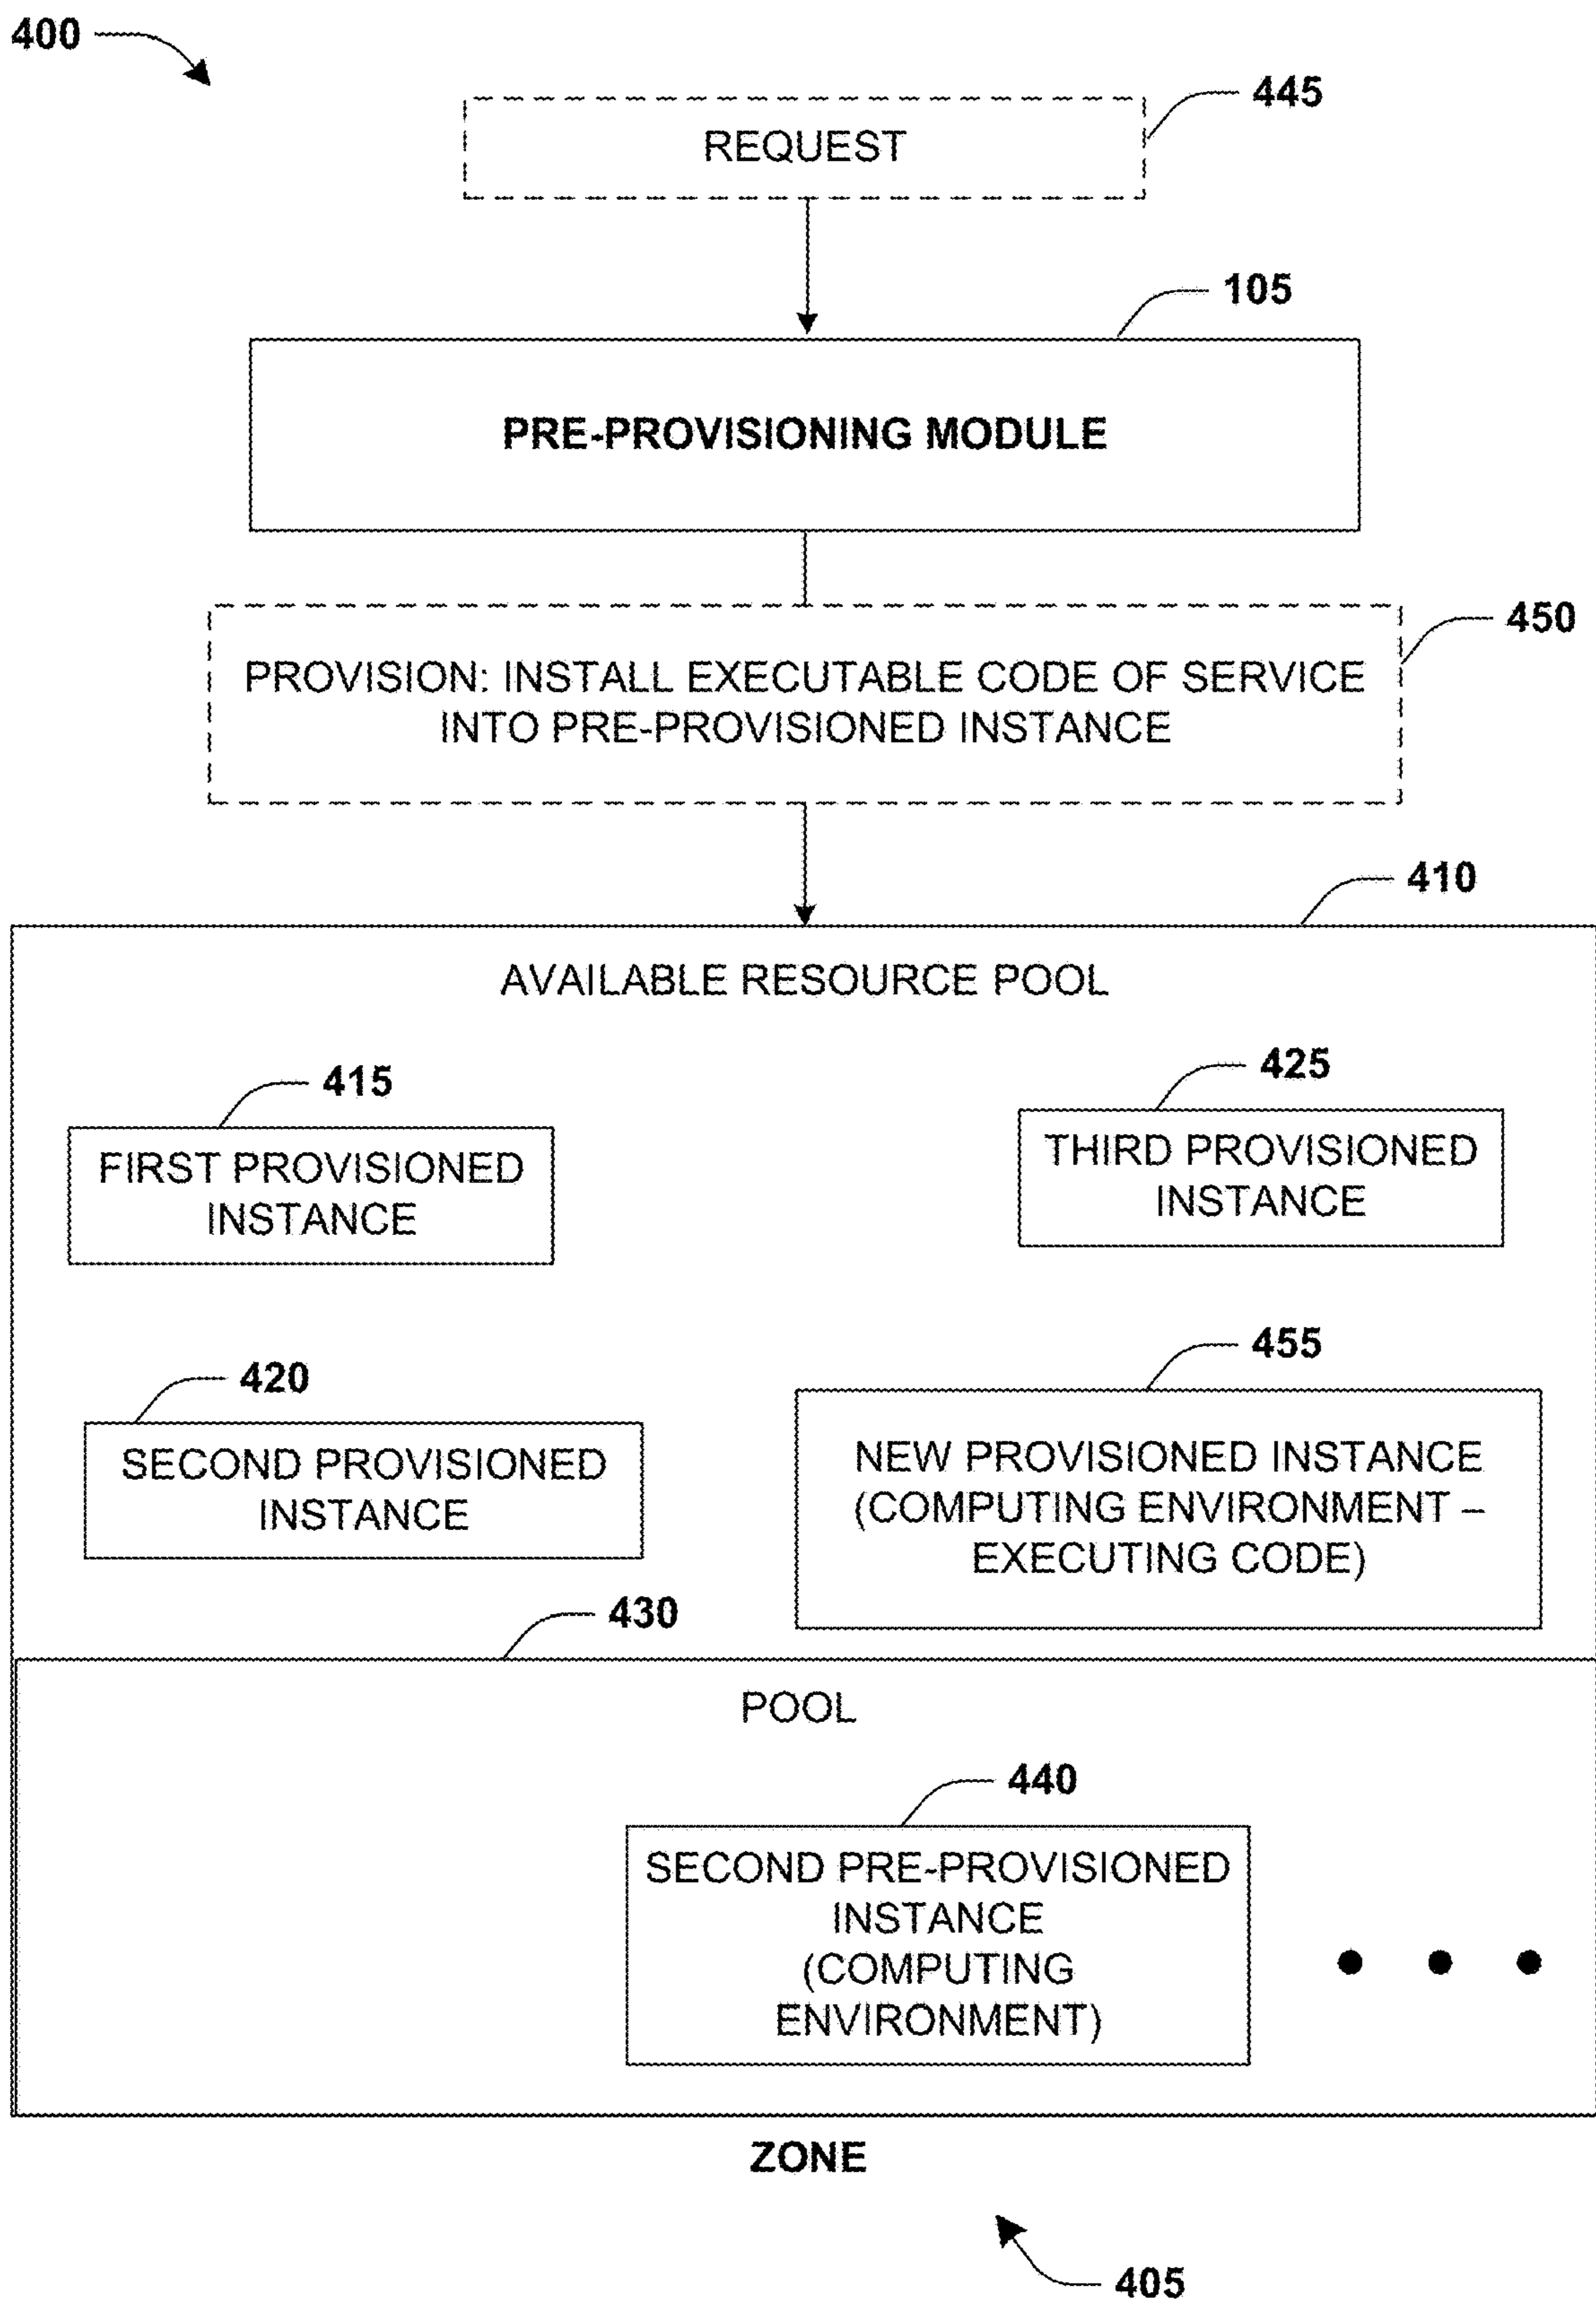 400
445
REQUEST
105
PRE-PROVISIONING MODULE
450
PROVISION: INSTALL EXECUTABLE CODE OF SERVICE
INTO PRE-PROVISIONED INSTANCE
410
AVAILABLE RESOURCE POOL
415
FIRST PROVISIONED
INSTANCE
425
THIRD PROVISIONED
INSTANCE
420
SECOND PROVISIONED
INSTANCE
455
NEW PROVISIONED INSTANCE
(COMPUTING ENVIRONMENT –
EXECUTING CODE)
430
POOL
440
SECOND PRE-PROVISIONED
INSTANCE
(COMPUTING
ENVIRONMENT)
ZONE
405